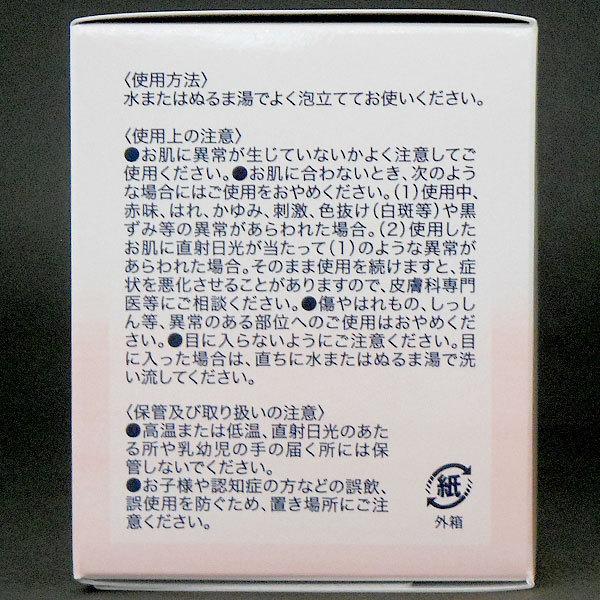 〈使用方法〉
水またはぬるま湯でよく泡立ててお使いください。
〈使用上の注意〉
●お肌に異常が生じていないかよく注意してご
使用ください。●お肌に合わないとき、次のよう
な場合にはご使用をおやめください。(1)使用中、
赤味、はれ、かゆみ、刺激、色抜け(白斑等)や黒
ずみ等の異常があらわれた場合。(2)使用した
お肌に直射日光が当たって(1)のような異常が
あらわれた場合。そのまま使用を続けますと、症
状を悪化させることがありますので、皮膚科専門
医等にご相談ください。●傷やはれもの、しっし
ん等、異常のある部位へのご使用はおやめくださ
い。●目に入らないようにご注意ください。目
に入った場合は、直ちに水またはぬるま湯で洗
い流してください。
〈保管及び取り扱いの注意〉
●高温または低温、直射日光のあた
る所や乳幼児の手の届く所には保
管しないでください。
●お子様や認知症の方などの誤飲、
誤使用を防ぐため、置き場所にご注
意ください。
紙
外箱